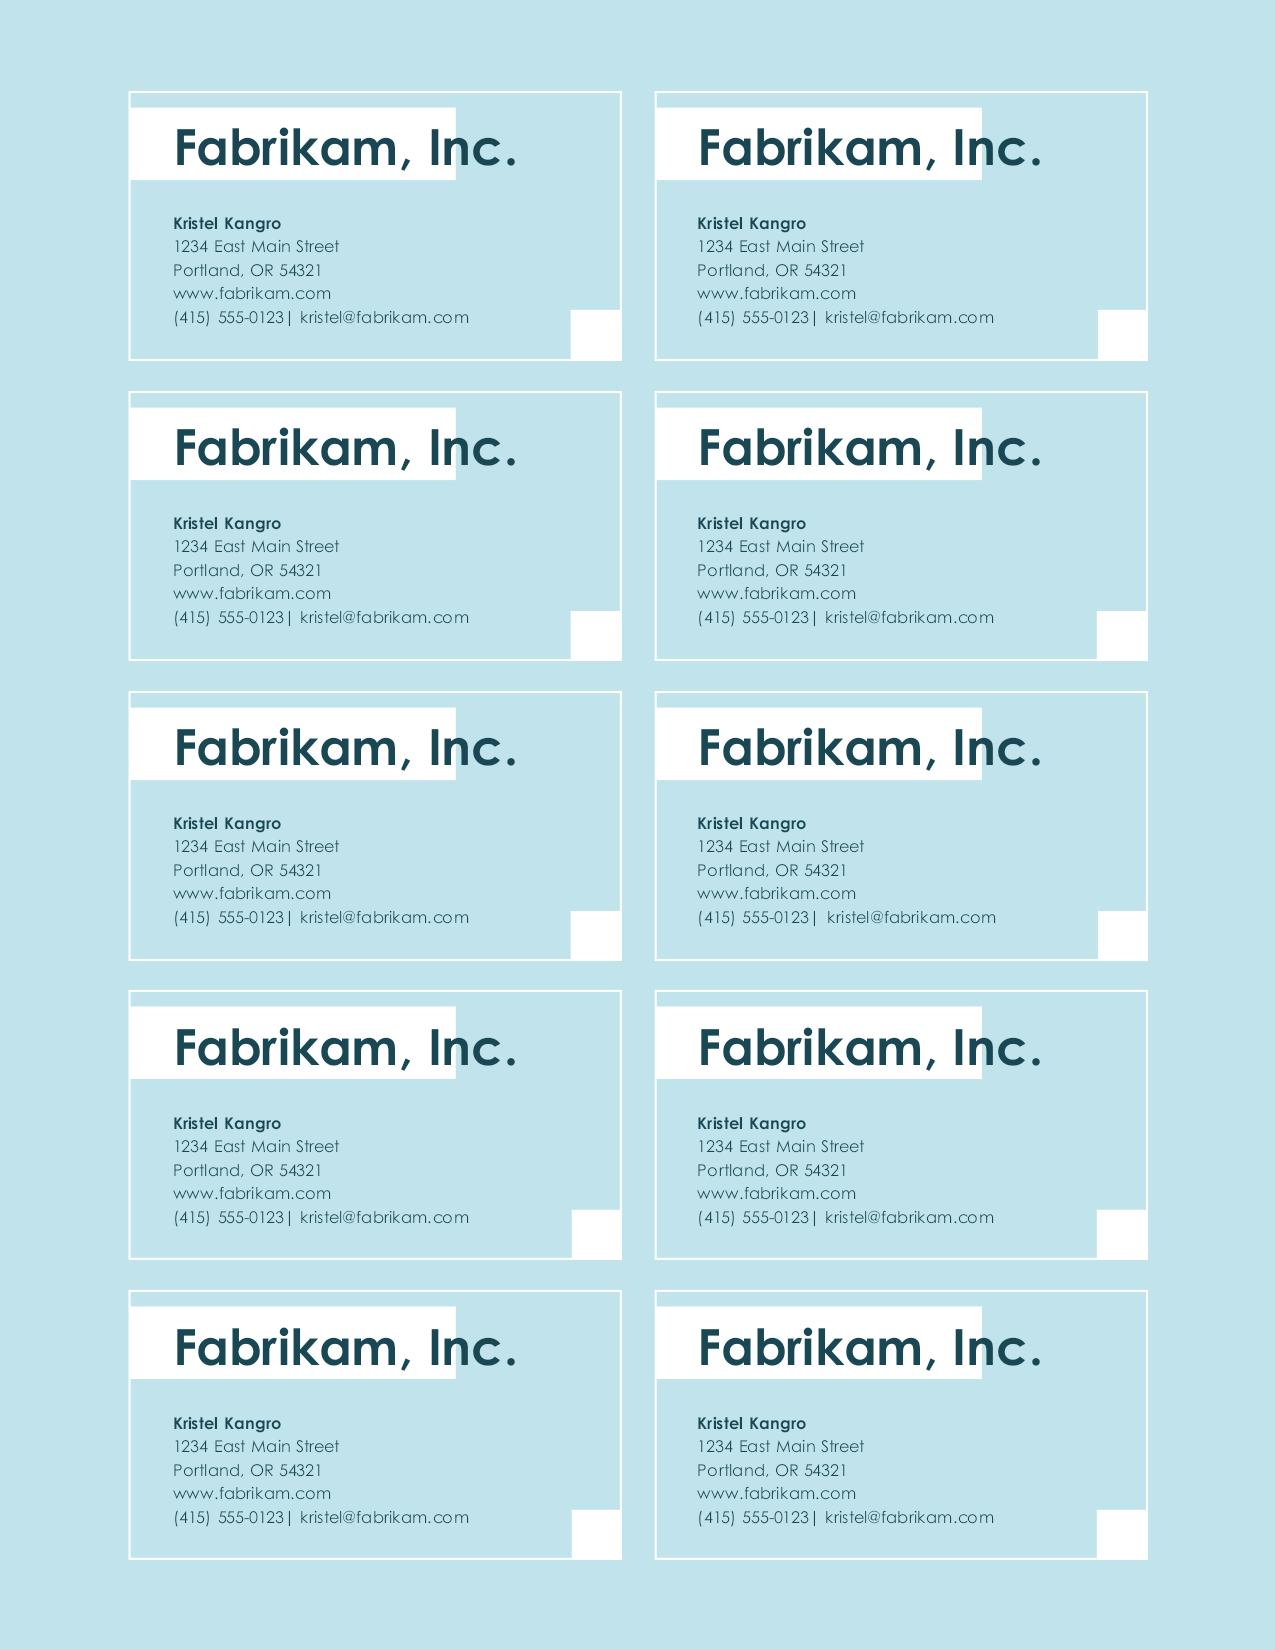 Fabrikam, Inc.
Kristel Kangro
1234 East Main Street
Portland, OR 54321
www.fabrikam.com
(415) 555-0123| kristel@fabrikam.com
Fabrikam, Inc.
Kristel Kangro
1234 East Main Street
Portland, OR 54321
www.fabrikam.com
(415) 555-0123| kristel@fabrikam.com
Fabrikam, Inc.
Kristel Kangro
1234 East Main Street
Portland, OR 54321
www.fabrikam.com
(415) 555-0123| kristel@fabrikam.com
Fabrikam, Inc.
Kristel Kangro
1234 East Main Street
Portland, OR 54321
www.fabrikam.com
(415) 555-0123| kristel@fabrikam.com
Fabrikam, Inc.
Kristel Kangro
1234 East Main Street
Portland, OR 54321
www.fabrikam.com
(415) 555-0123| kristel@fabrikam.com
Fabrikam, Inc.
Kristel Kangro
1234 East Main Street
Portland, OR 54321
www.fabrikam.com
(415) 555-0123| kristel@fabrikam.com
Fabrikam, Inc.
Kristel Kangro
1234 East Main Street
Portland, OR 54321
www.fabrikam.com
(415) 555-0123| kristel@fabrikam.com
Fabrikam, Inc.
Kristel Kangro
1234 East Main Street
Portland, OR 54321
www.fabrikam.com
(415) 555-0123| kristel@fabrikam.com
Fabrikam, Inc.
Kristel Kangro
1234 East Main Street
Portland, OR 54321
www.fabrikam.com
(415) 555-0123| kristel@fabrikam.com
Fabrikam, Inc.
Kristel Kangro
1234 East Main Street
Portland, OR 54321
www.fabrikam.com
(415) 555-0123| kristel@fabrikam.com